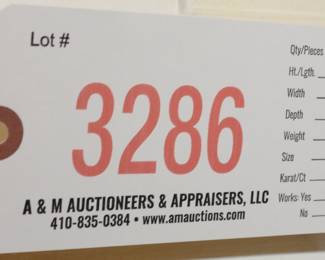 Lot #
3286
A & M AUCTIONEERS & APPRAISERS, LLC
410-835-0384 • www.amauctions.com
Qty/Pieces
Ht./Lgth.
Width
Depth
Weight
Size
Karat/Ct
Works: Yes
No